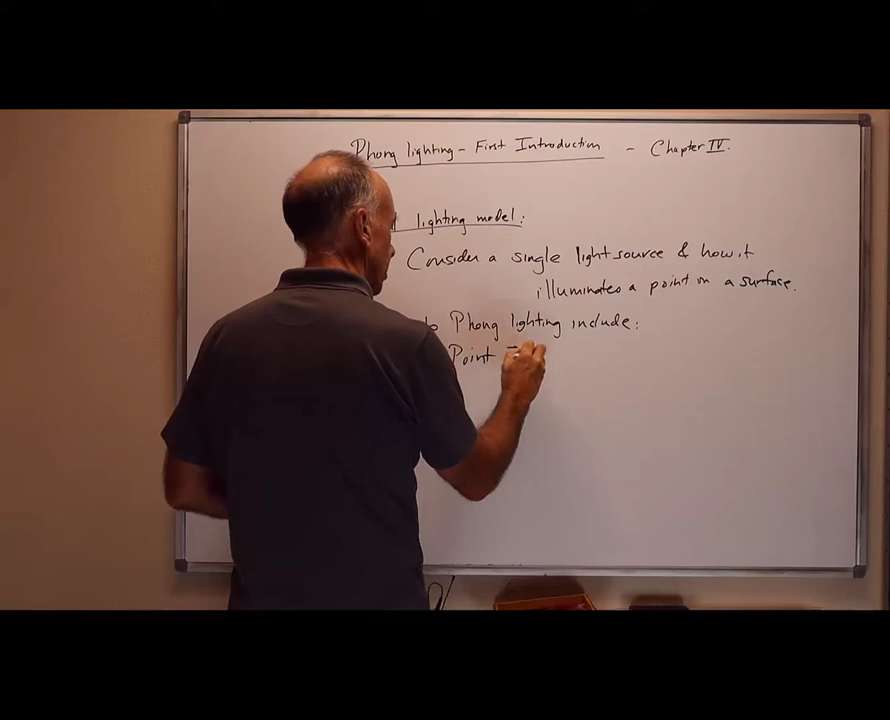 Phong lighting - First Introduction - Chapter IV.
lighting model:
Consider a single light source & how it
illuminates a point on a surface.
Phong lighting include:
Point